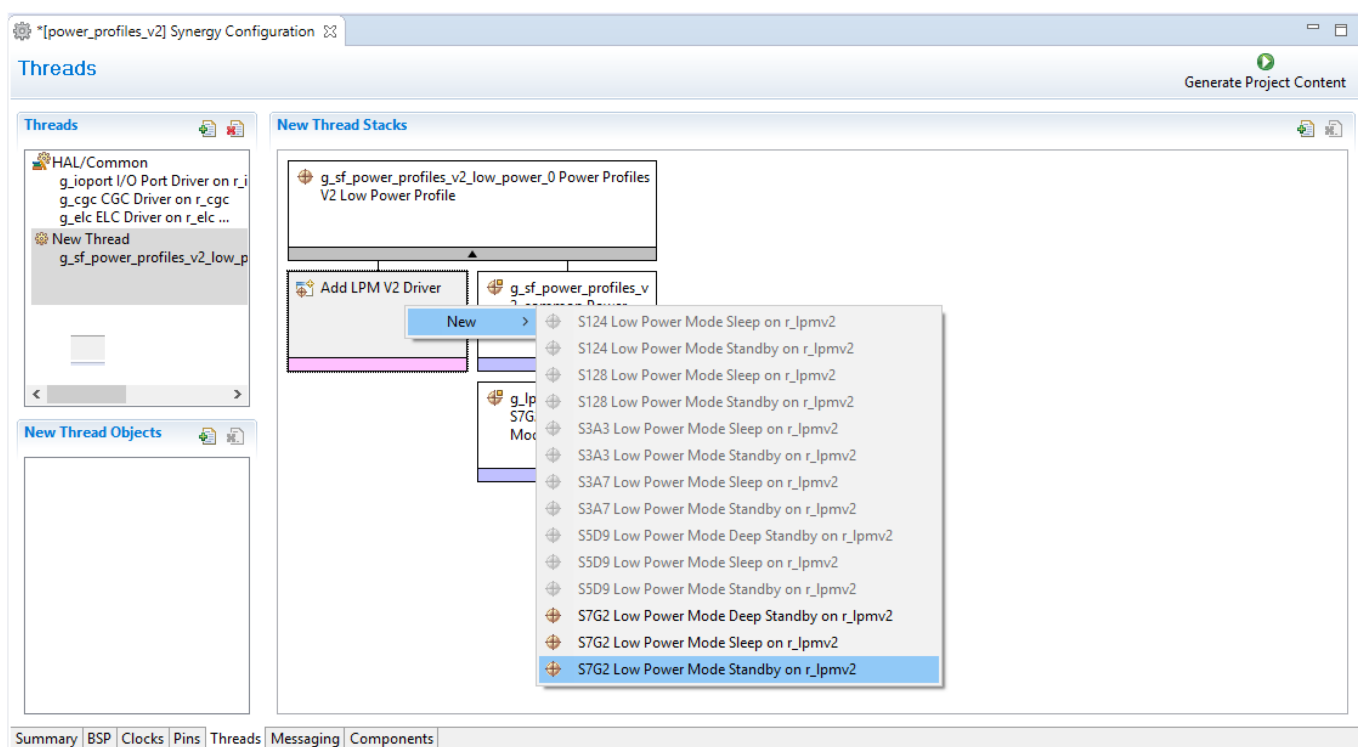 *[power_profiles_v2] Synergy Configuration
Threads
Generate Project Content
Threads
HAL/Common
g_ioport I/O Port Driver on r_i
g_cgc CGC Driver on r_cgc
g_elc ELC Driver on r_elc ...
New Thread
g_sf_power_profiles_v2_low_p
New Thread Objects
New Thread Stacks
g_sf_power_profiles_v2_low_power_0 Power Profiles
V2 Low Power Profile
Add LPM V2 Driver
g_sf_power_profiles_v
2_common Power
g_lp
S7G
Mod
New
S124 Low Power Mode Sleep on r_lpmv2
S124 Low Power Mode Standby on r_lpmv2
S128 Low Power Mode Sleep on r_lpmv2
S128 Low Power Mode Standby on r_lpmv2
S3A3 Low Power Mode Sleep on r_lpmv2
S3A3 Low Power Mode Standby on r_lpmv2
S3A7 Low Power Mode Sleep on r_lpmv2
S3A7 Low Power Mode Standby on r_lpmv2
S5D9 Low Power Mode Deep Standby on r_lpmv2
S5D9 Low Power Mode Sleep on r_lpmv2
S5D9 Low Power Mode Standby on r_lpmv2
S7G2 Low Power Mode Deep Standby on r_lpmv2
S7G2 Low Power Mode Sleep on r_lpmv2
S7G2 Low Power Mode Standby on r_lpmv2
Summary BSP Clocks Pins Threads Messaging Components